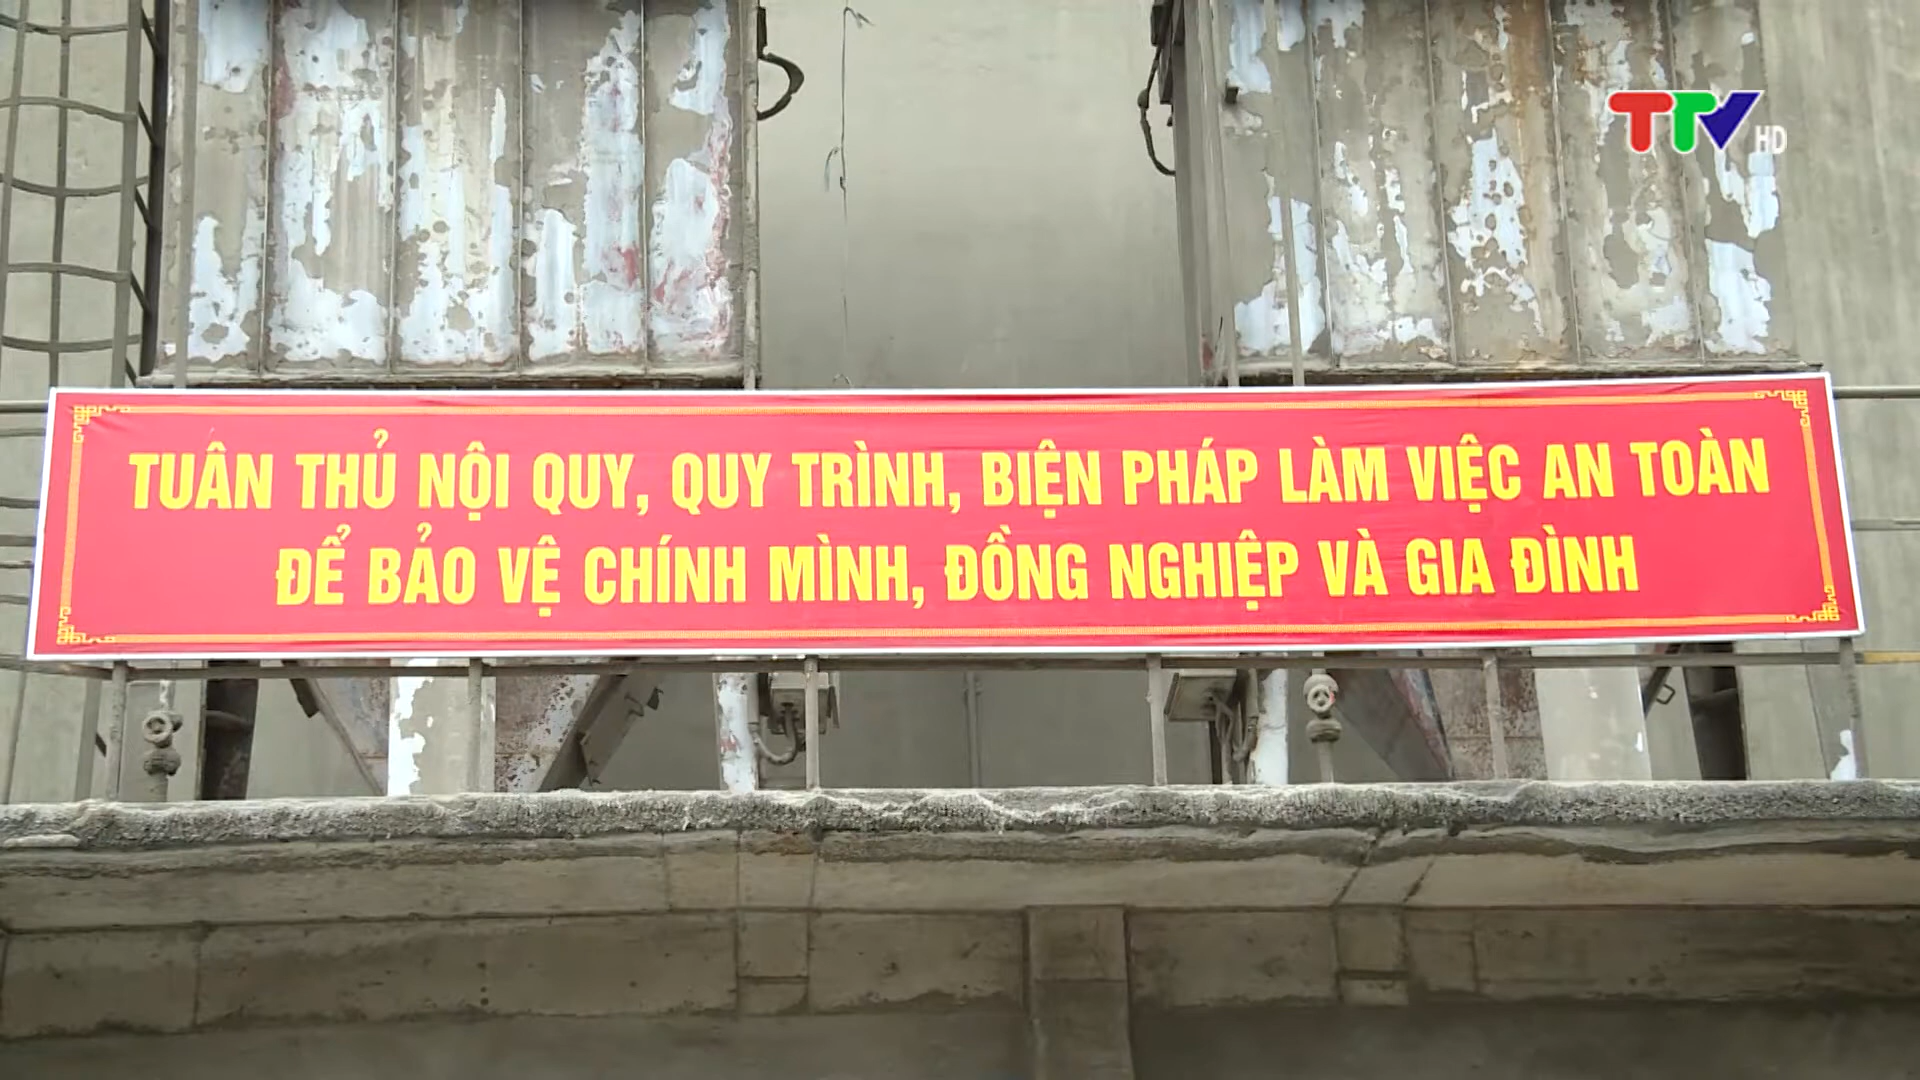 TTV HD
TUÂN THỦ NỘI QUY, QUY TRÌNH, BIỆN PHÁP LÀM VIỆC AN TOÀN
ĐỂ BẢO VỆ CHÍNH MÌNH, ĐỒNG NGHIỆP VÀ GIA ĐÌNH